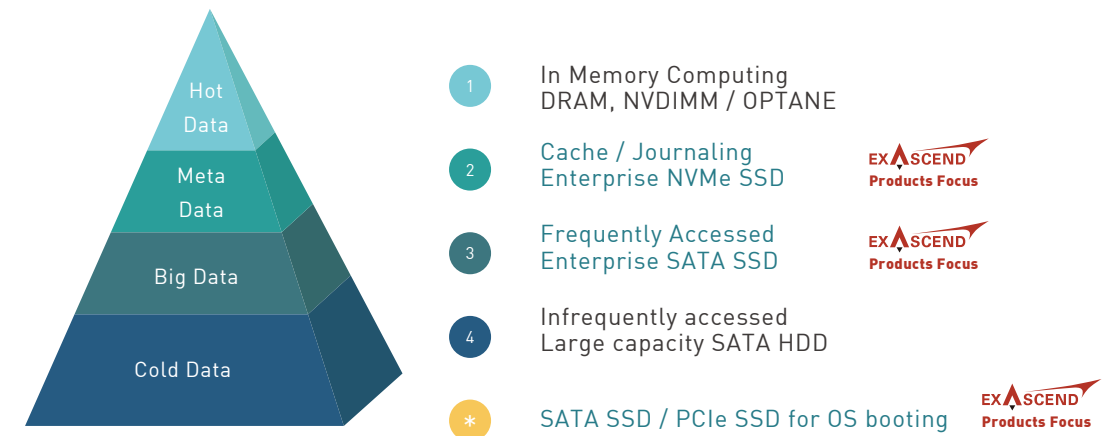 Hot
Data
Meta
Data
Big Data
Cold Data
1
In Memory Computing
DRAM, NVDIMM / OPTANE
2
Cache / Journaling
Enterprise NVMe SSD
EXASCEND
Products Focus
3
Frequently Accessed
Enterprise SATA SSD
EXASCEND
Products Focus
4
Infrequently accessed
Large capacity SATA HDD
*
SATA SSD / PCIe SSD for OS booting
EXASCEND
Products Focus